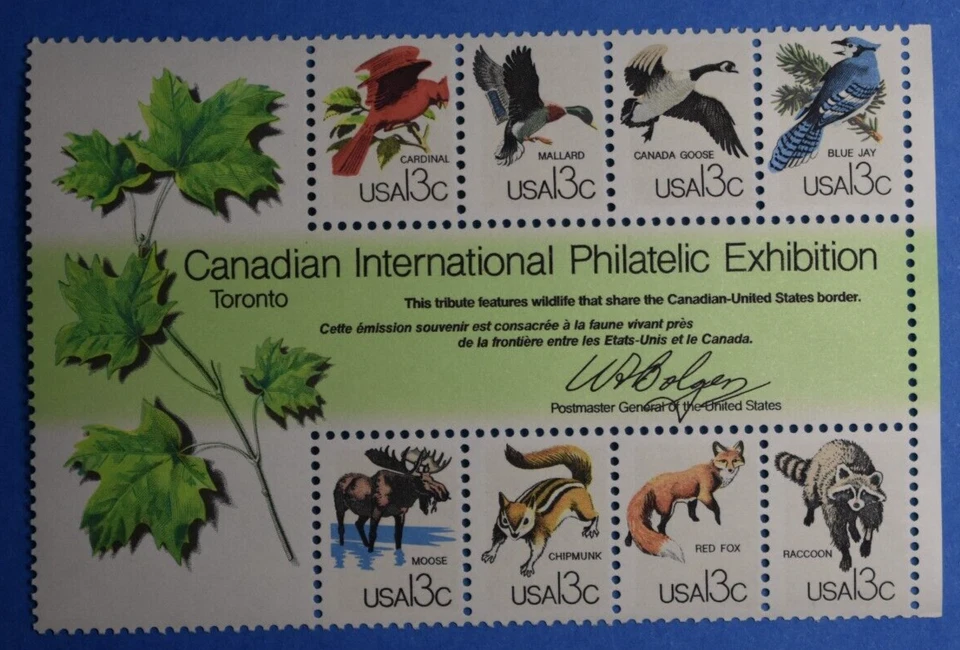 CARDINAL
USA13c
MALLARD
USA13c
CANADA GOOSE
USA13c
BLUE JAY
USA13c
Canadian International Philatelic Exhibition
Toronto
This tribute features wildlife that share the Canadian-United States border.
Cette émission souvenir est consacrée à la faune vivant près
de la frontière entre les Etats-Unis et le Canada.
Postmaster General of the United States
MOOSE
USA13c
CHIPMUNK
USA13c
RED FOX
USA13c
RACCOON
USA13c